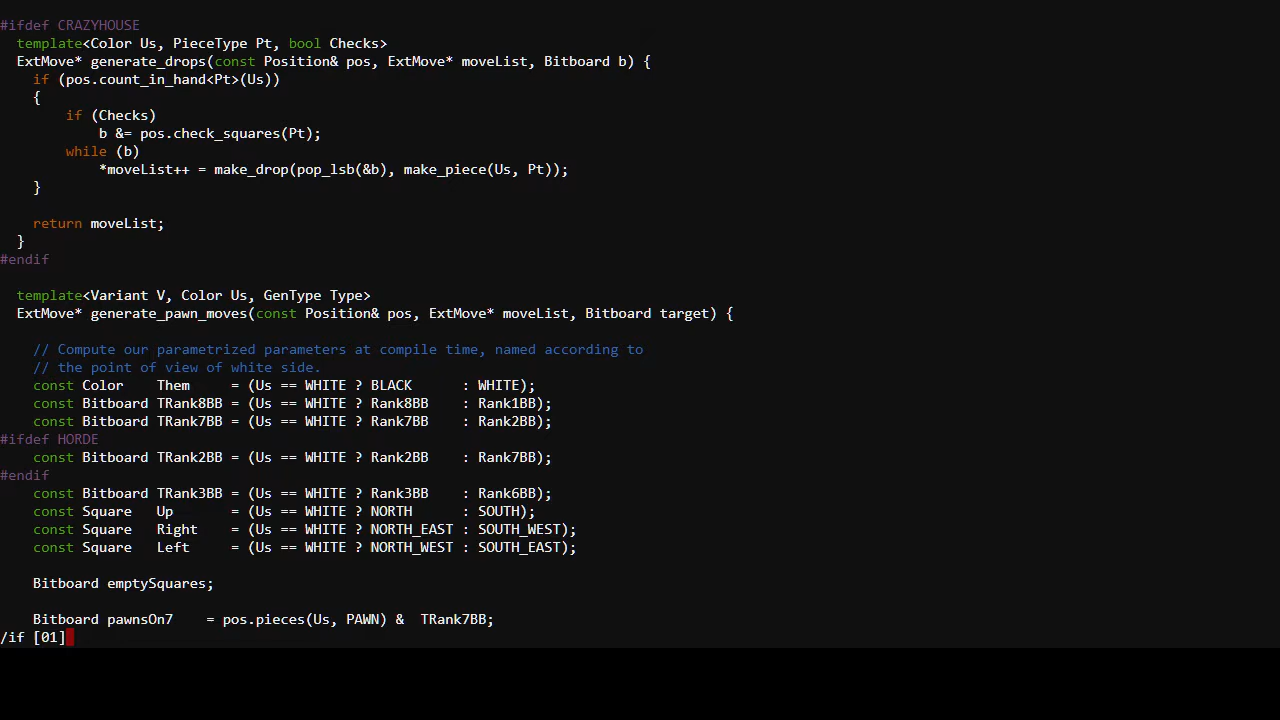 #ifdef CRAZYHOUSE
  template<Color Us, PieceType Pt, bool Checks>
  ExtMove* generate_drops(const Position& pos, ExtMove* moveList, Bitboard b) {
    if (pos.count_in_hand<Pt>(Us))
    {
        if (Checks)
            b &= pos.check_squares(Pt);
        while (b)
            *moveList++ = make_drop(pop_lsb(&b), make_piece(Us, Pt));
    }

    return moveList;
  }
#endif

  template<Variant V, Color Us, GenType Type>
  ExtMove* generate_pawn_moves(const Position& pos, ExtMove* moveList, Bitboard target) {

    // Compute our parametrized parameters at compile time, named according to
    // the point of view of white side.
    const Color    Them     = (Us == WHITE ? BLACK      : WHITE);
    const Bitboard TRank8BB = (Us == WHITE ? Rank8BB    : Rank1BB);
    const Bitboard TRank7BB = (Us == WHITE ? Rank7BB    : Rank2BB);
#ifdef HORDE
    const Bitboard TRank2BB = (Us == WHITE ? Rank2BB    : Rank7BB);
#endif
    const Bitboard TRank3BB = (Us == WHITE ? Rank3BB    : Rank6BB);
    const Square   Up       = (Us == WHITE ? NORTH      : SOUTH);
    const Square   Right    = (Us == WHITE ? NORTH_EAST : SOUTH_WEST);
    const Square   Left     = (Us == WHITE ? NORTH_WEST : SOUTH_EAST);

    Bitboard emptySquares;

    Bitboard pawnsOn7    = pos.pieces(Us, PAWN) &  TRank7BB;
/if [01]